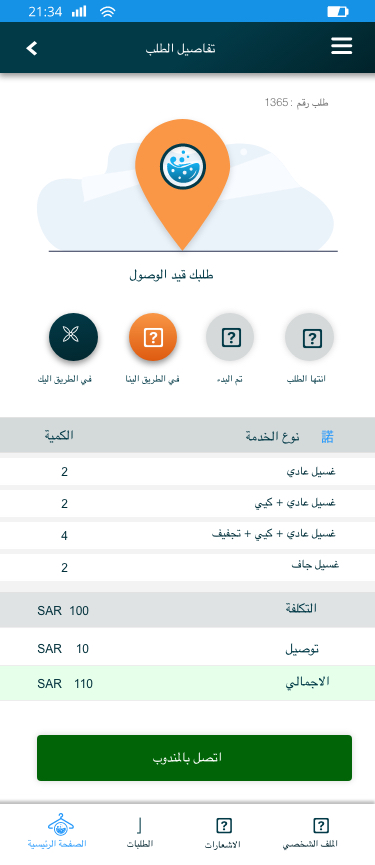 21:34
تفاصيل الطلب
طلب رقم : 1365
طلبك قيد الوصول
انتها الطلب
تم البدء
في الطريق الينا
في الطريق اليك
諾 نوع الخدمة الكمية
غسيل عادي 2
غسيل عادي + كيي 2
غسيل عادي + كيي + تجفيف 4
غسيل جاف 2
التكلفة SAR 100
توصيل SAR 10
الاجمالي SAR 110
اتصل بالمندوب
الملف الشخصي
الاشعارات
الطلبات
الصفحة الرئيسية